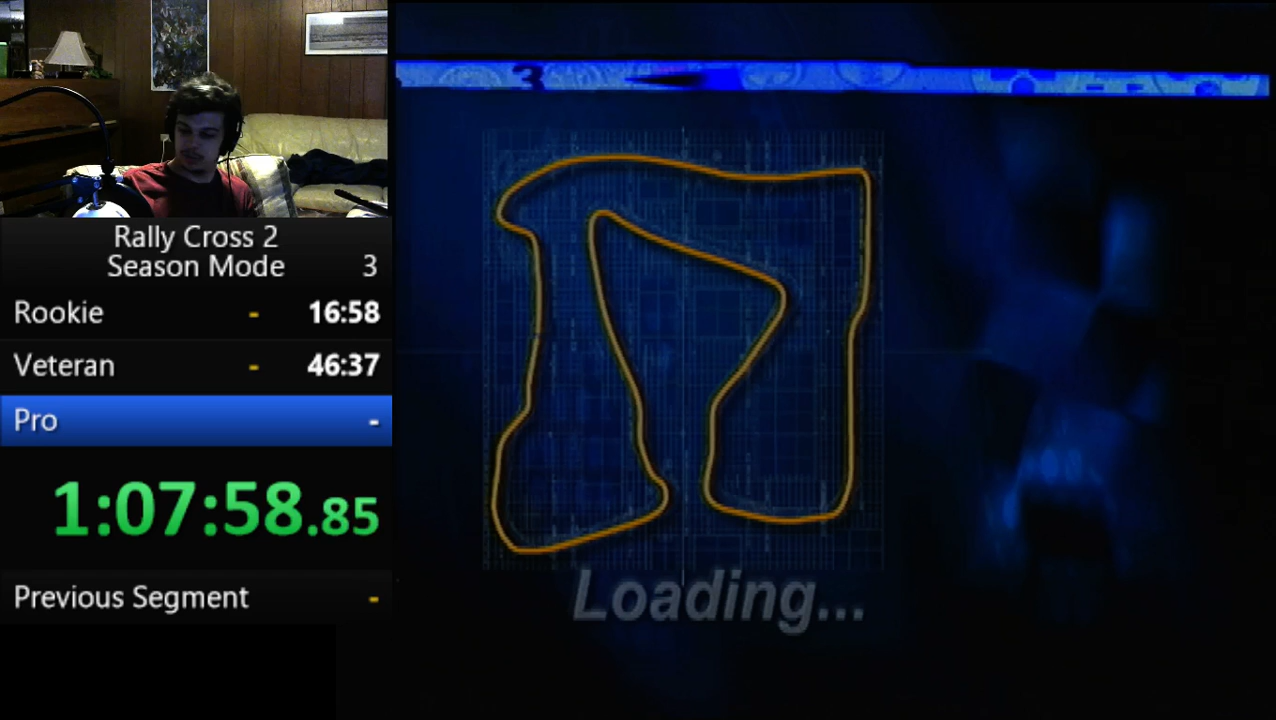 Rally Cross 2
Season Mode 3
Rookie - 16:58
Veteran - 46:37
Pro -
1:07:58.85
Previous Segment -
3
Loading...